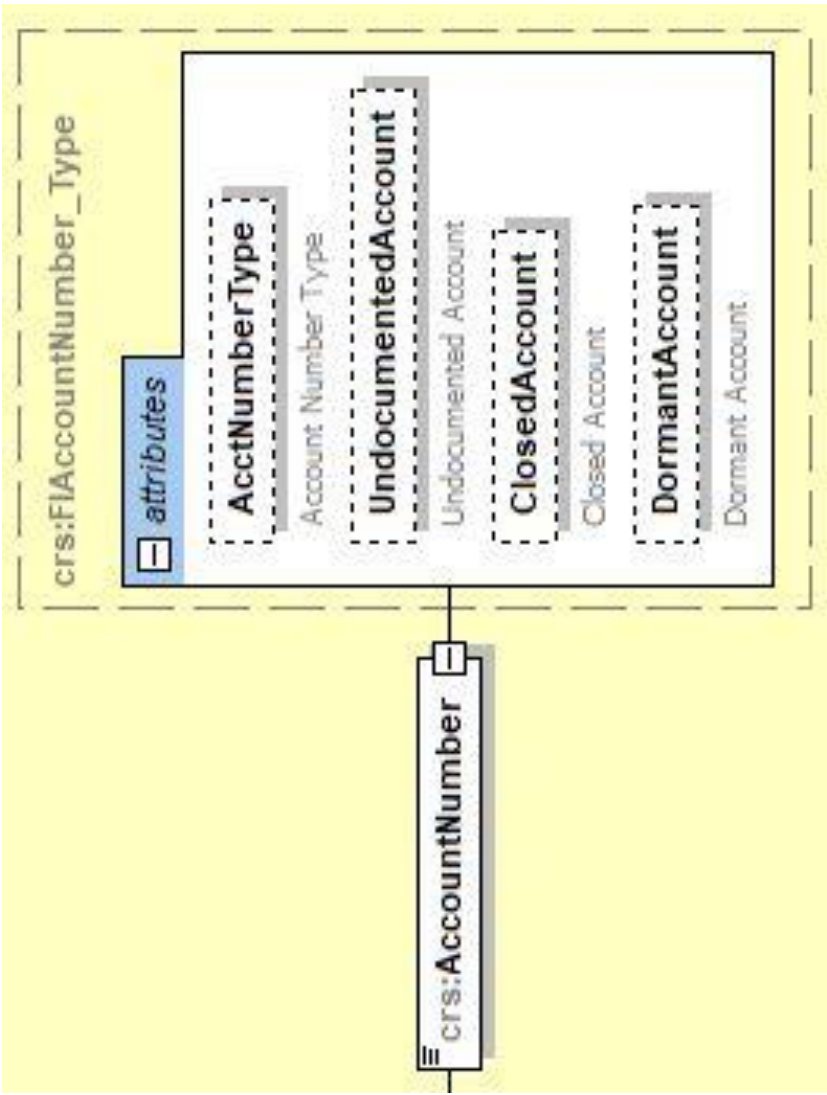 crs:FIAccountNumber_Type
attributes
AcctNumberType
Account Number Type
UndocumentedAccount
Undocumented Account
ClosedAccount
Closed Account
DormantAccount
Dormant Account
crs:AccountNumber